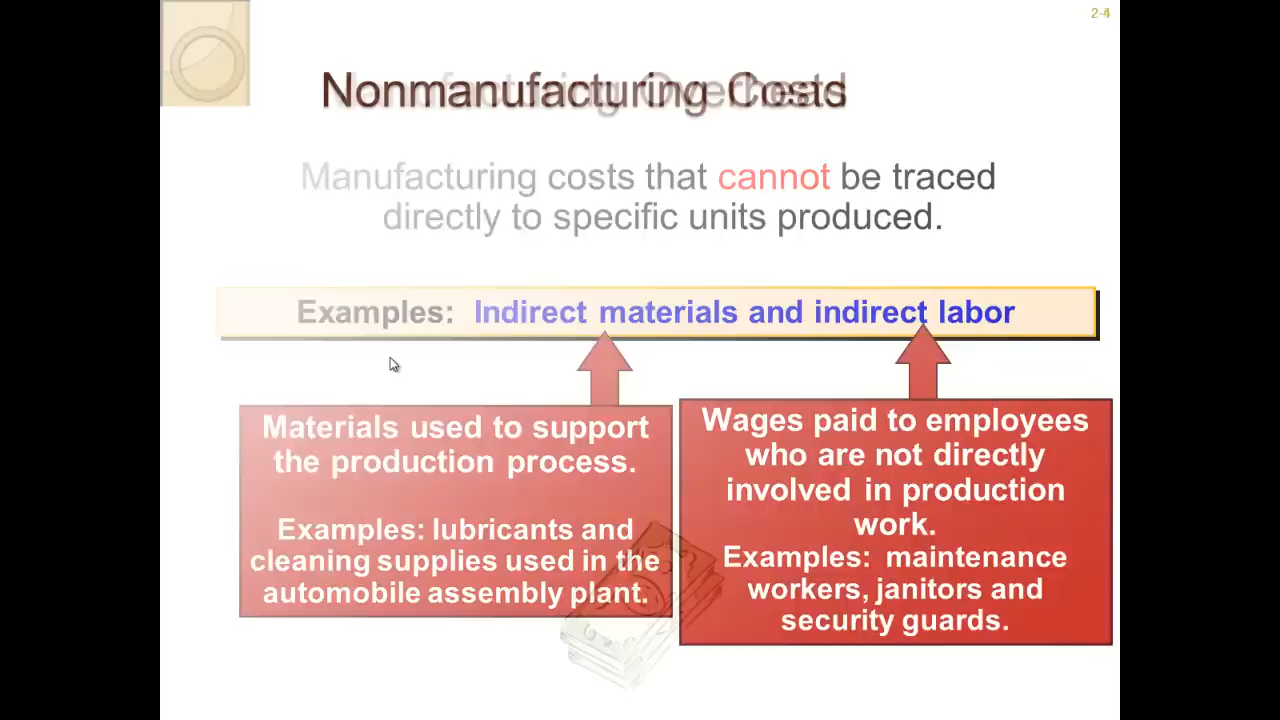 Nonmanufacturing Costs
Manufacturing costs that cannot be traced
directly to specific units produced.
Examples: Indirect materials and indirect labor
Materials used to support
the production process.
Examples: lubricants and
cleaning supplies used in the
automobile assembly plant.
Wages paid to employees
who are not directly
involved in production
work.
Examples: maintenance
workers, janitors and
security guards.